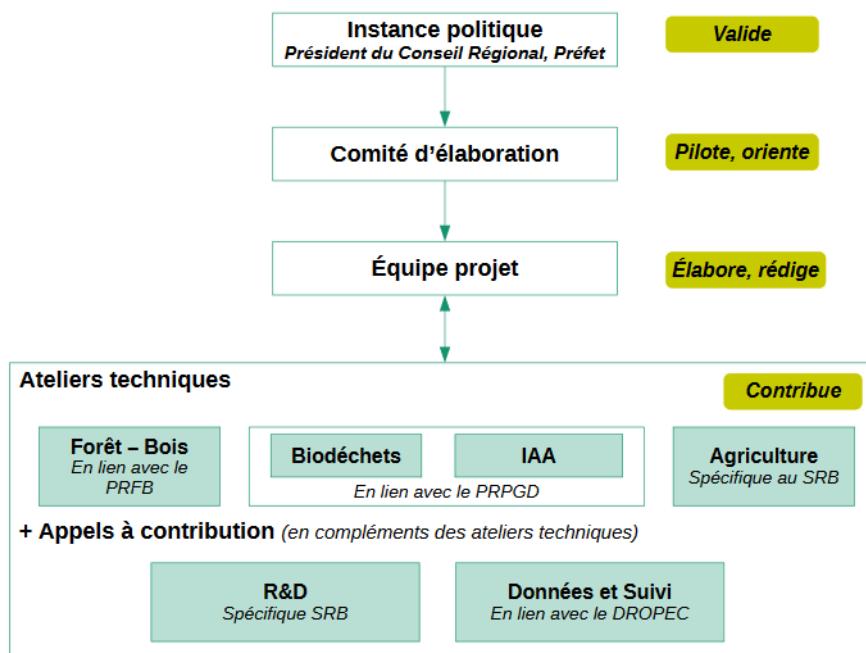 Instance politique
Président du Conseil Régional, Préfet
Valide
Comité d'élaboration
Pilote, oriente
Équipe projet
Élabore, rédige
Ateliers techniques
Contribue
Forêt – Bois
En lien avec le
PRFB
Biodéchets
IAA
En lien avec le PRPGD
Agriculture
Spécifique au SRB
+ Appels à contribution (en compléments des ateliers techniques)
R&D
Spécifique SRB
Données et Suivi
En lien avec le DROPEC